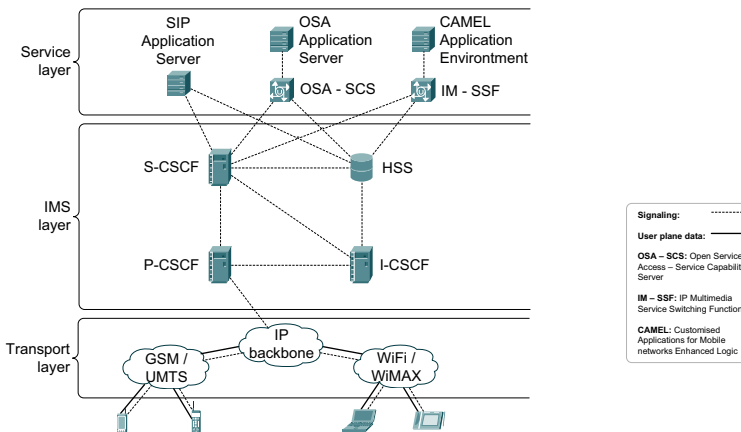 SIP
Application
Server
OSA
Application
Server
CAMEL
Application
Environtment
Service
layer
OSA - SCS
IM - SSF
S-CSCF
HSS
IMS
layer
P-CSCF
I-CSCF
Transport
layer
IP
backbone
GSM /
UMTS
WiFi /
WiMAX
Signaling:
User plane data:
OSA – SCS: Open Service
Access – Service Capabilit
Server
IM – SSF: IP Multimedia
Service Switching Function
CAMEL: Customised
Applications for Mobile
networks Enhanced Logic